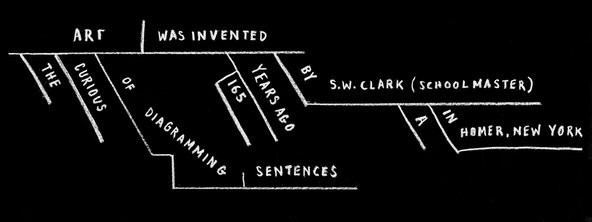 ART WAS INVENTED
THE
CURIOUS
OF
DIAGRAMMING
SENTENCES
165
YEARS AGO
BY
S.W. CLARK (SCHOOLMASTER)
A
IN
HOMER, NEW YORK